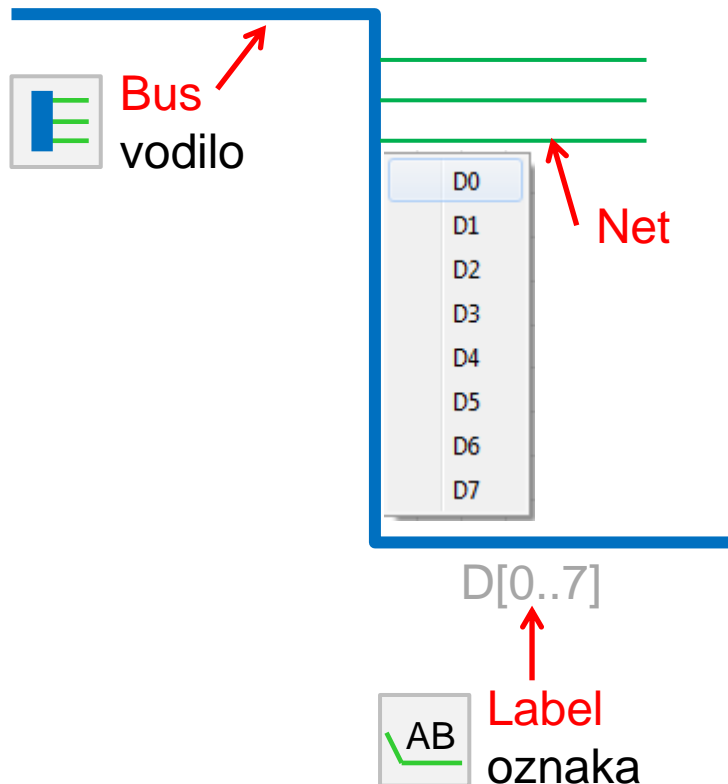 Bus
vodilo
D0
D1
D2
D3
D4
D5
D6
D7
Net
D[0..7]
AB
Label
oznaka